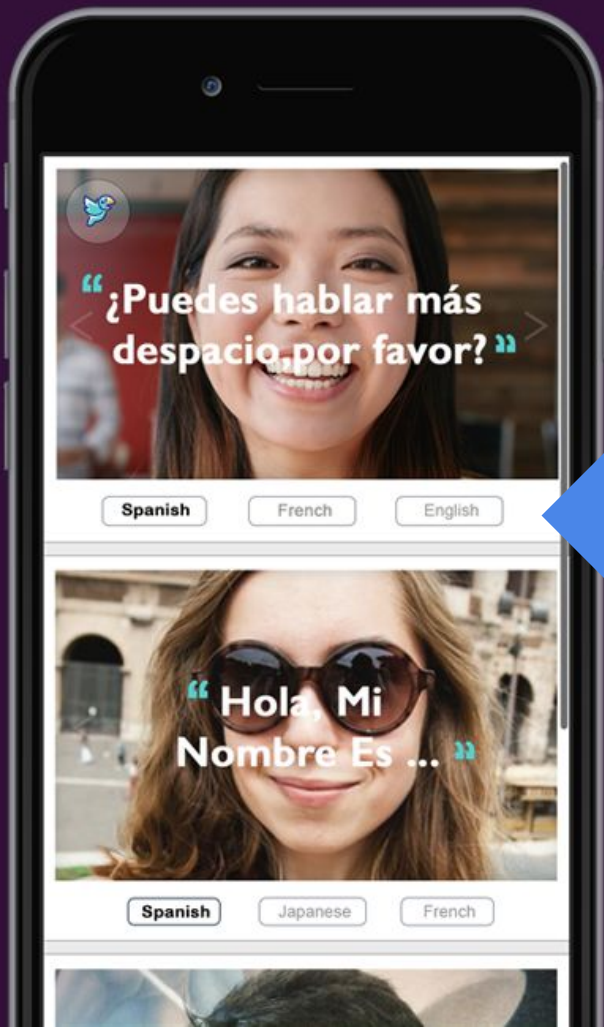 “¿Puedes hablar más
despacio,por favor?”
Spanish French English
“Hola, Mi
Nombre Es ...”
Spanish Japanese French